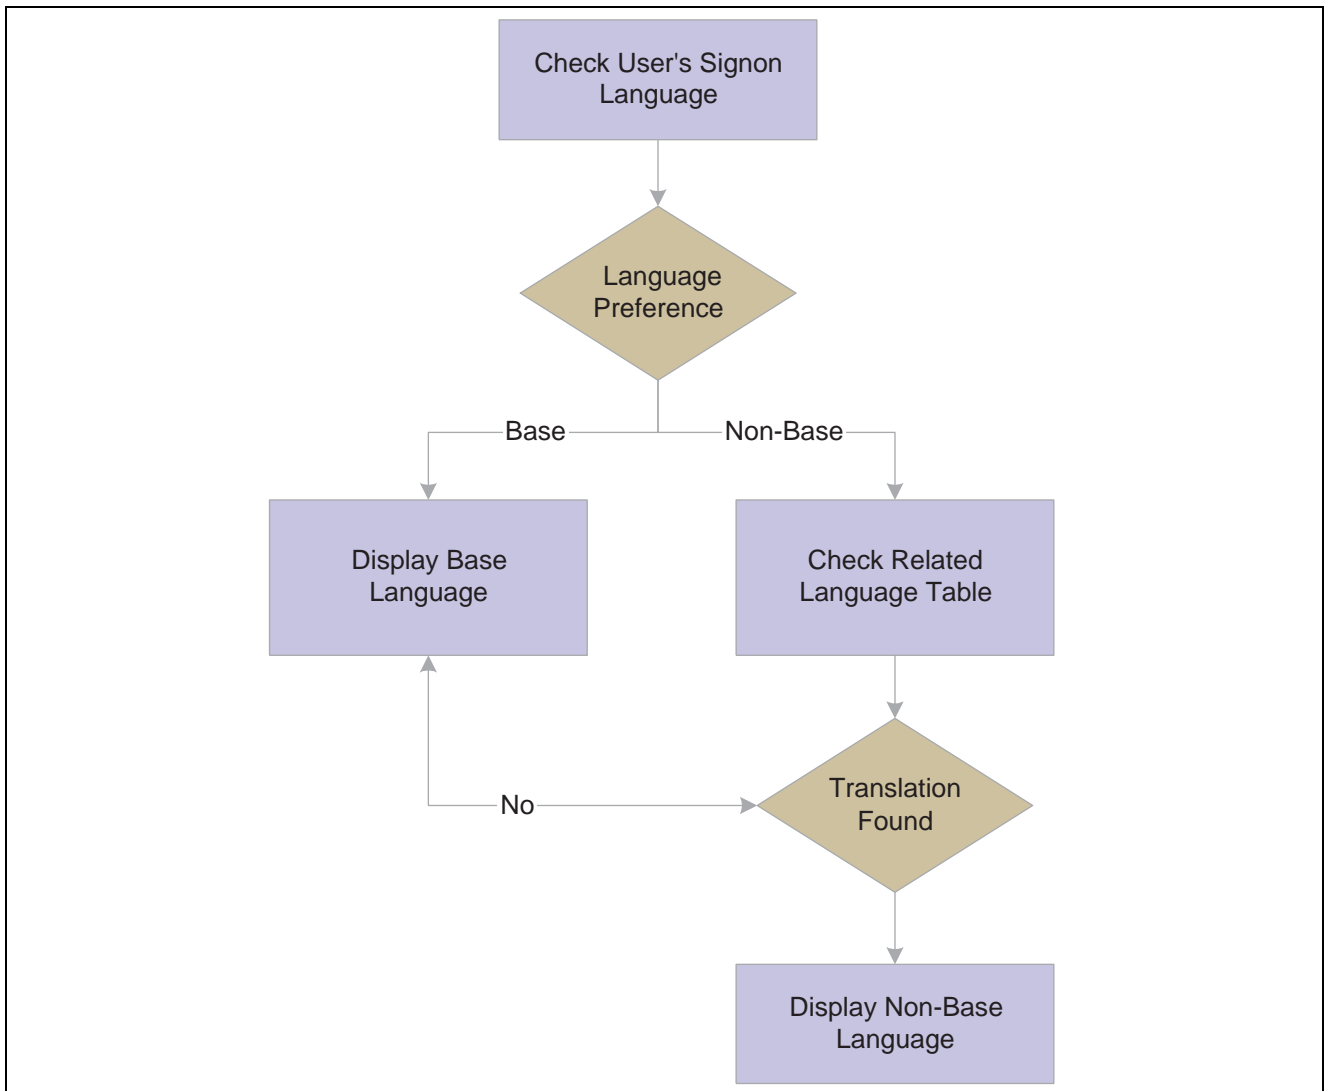 Check User's Signon
Language
Language
Preference
Base
Non-Base
Display Base
Language
Check Related
Language Table
No
Translation
Found
Display Non-Base
Language